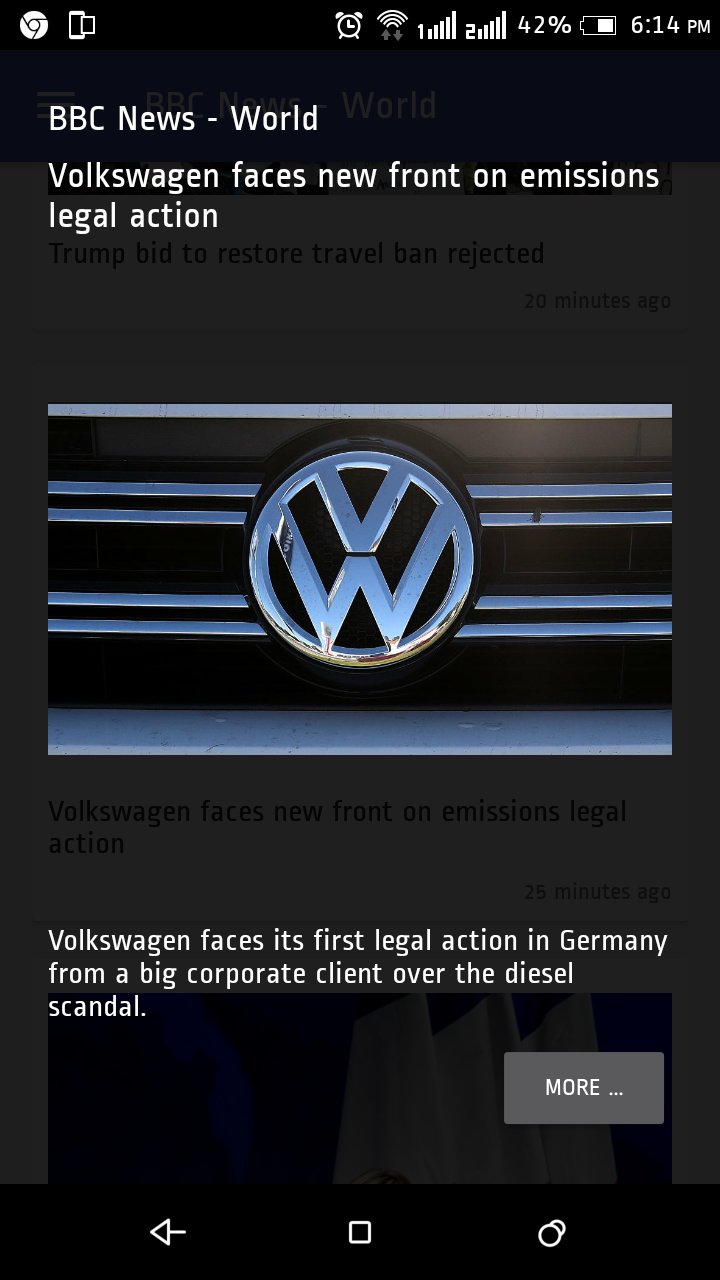 42% 6:14 PM
BBC News - World
BBC News - World
Volkswagen faces new front on emissions
legal action
Trump bid to restore travel ban rejected
20 minutes ago
Volkswagen faces new front on emissions legal
action
25 minutes ago
Volkswagen faces its first legal action in Germany
from a big corporate client over the diesel
scandal.
MORE ...